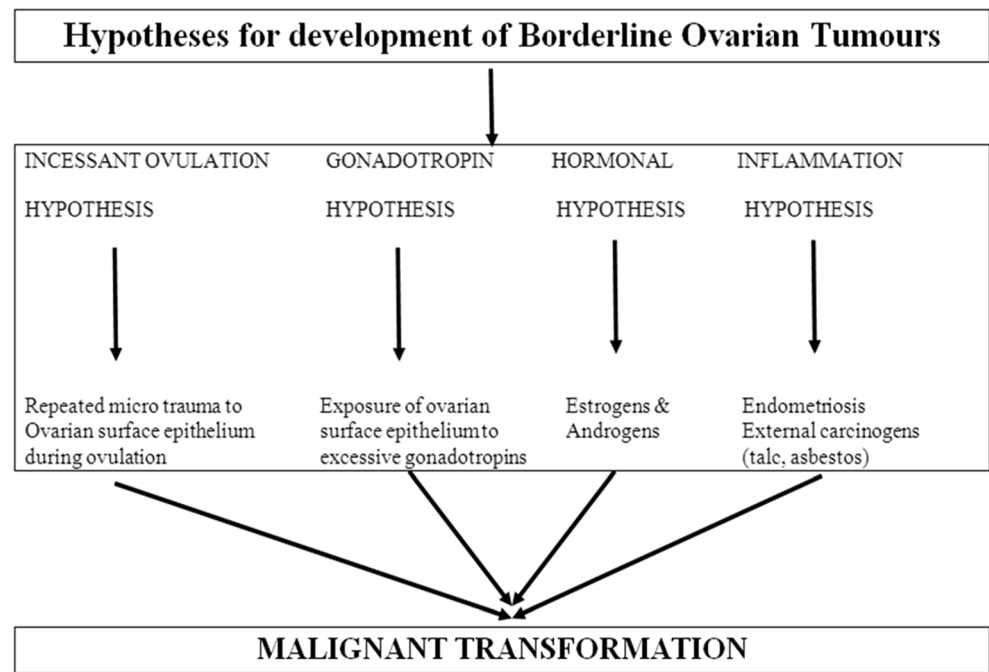 Hypotheses for development of Borderline Ovarian Tumours
INCESSANT OVULATION
HYPOTHESIS
Repeated micro trauma to
Ovarian surface epithelium
during ovulation
GONADOTROPIN
HYPOTHESIS
Exposure of ovarian
surface epithelium to
excessive gonadotropins
HORMONAL
HYPOTHESIS
Estrogens &
Androgens
INFLAMMATION
HYPOTHESIS
Endometriosis
External carcinogens
(talc, asbestos)
MALIGNANT TRANSFORMATION